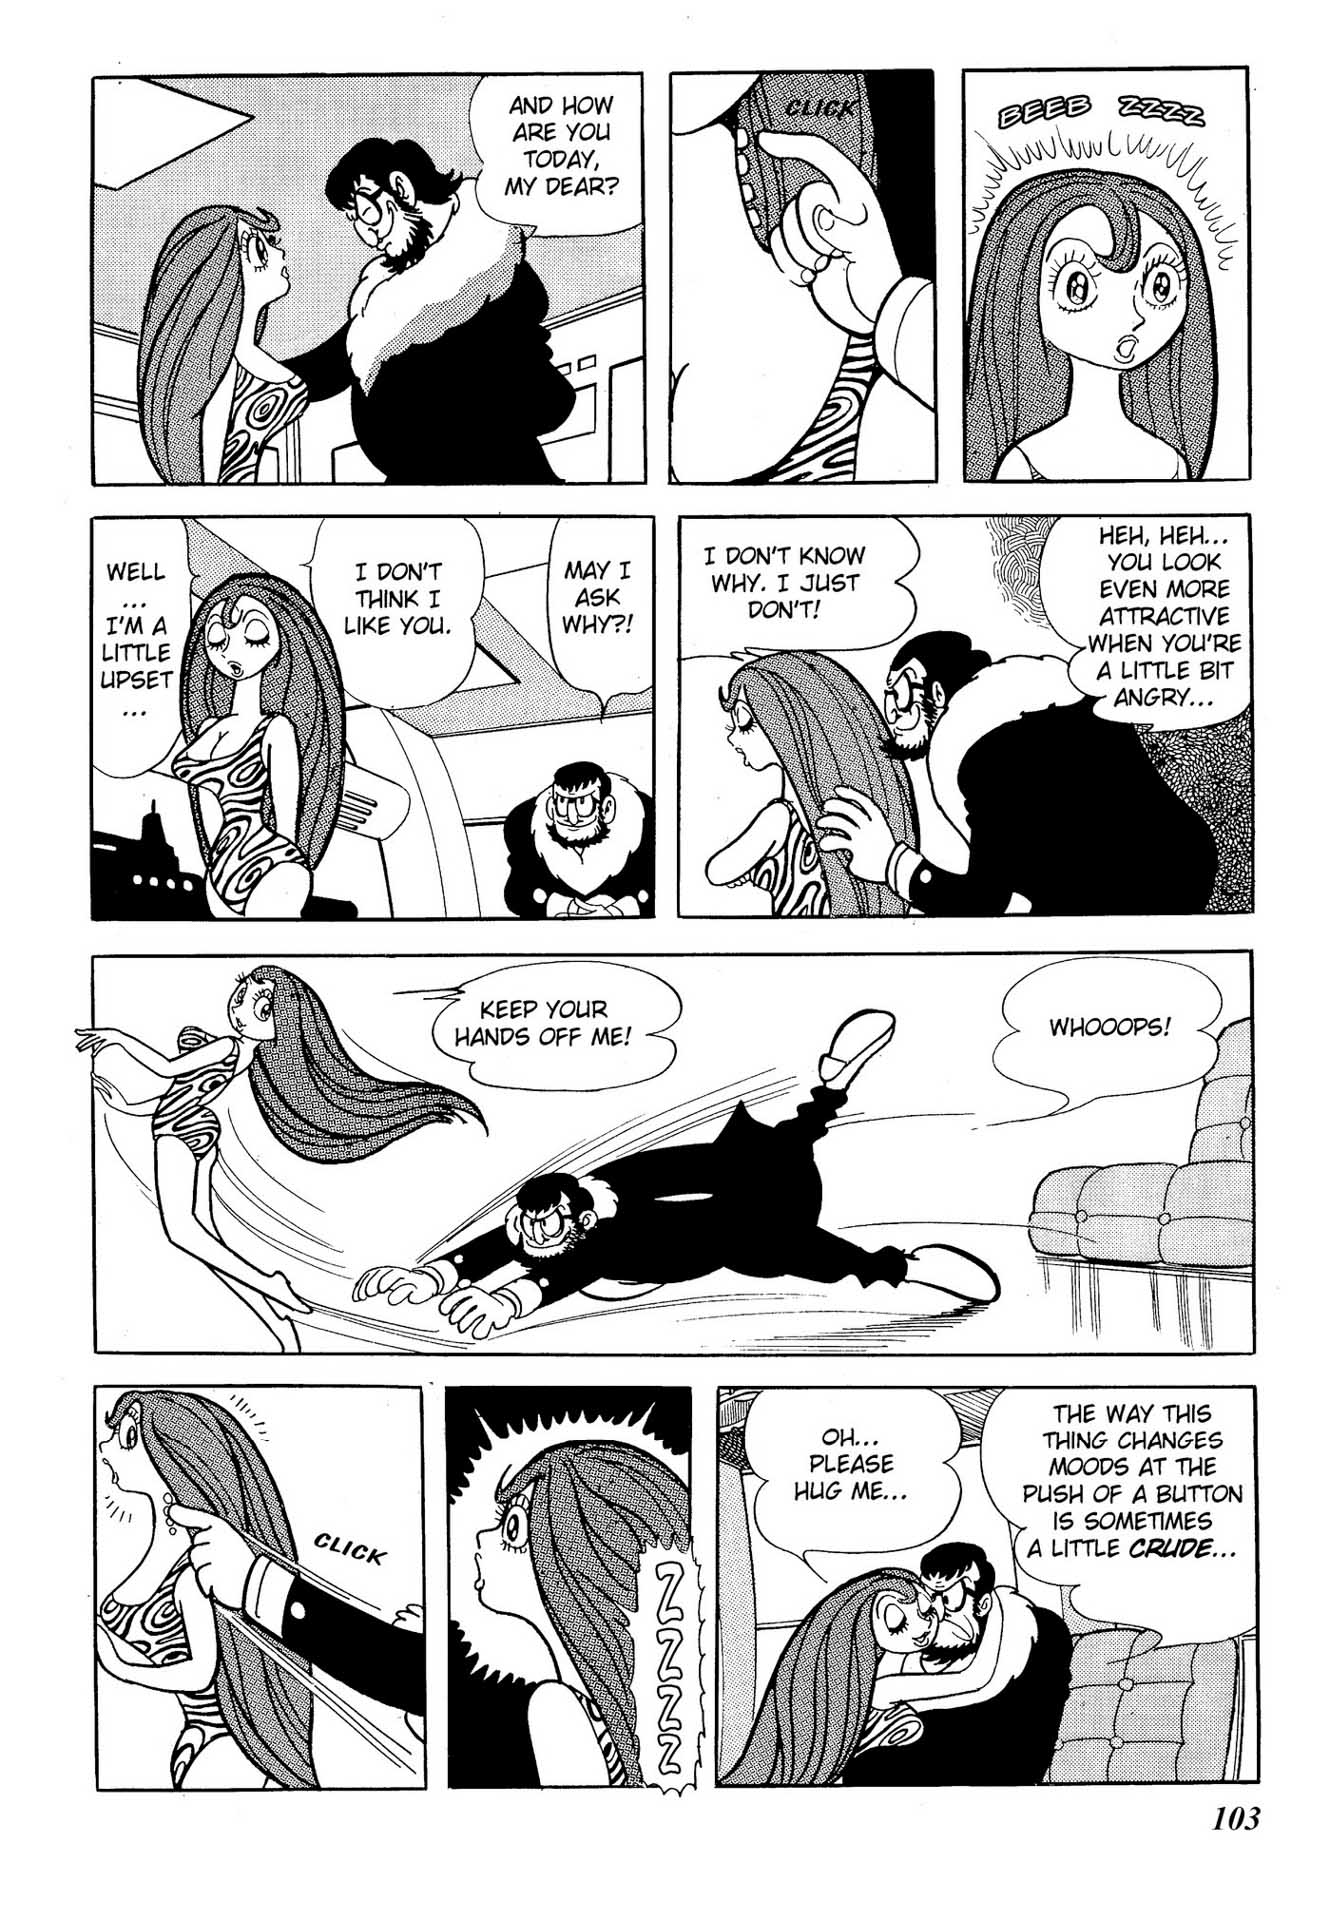 AND HOW
ARE YOU
TODAY,
MY DEAR?
CLICK
BEEB ZZZZ
WELL
...
I'M A
LITTLE
UPSET
...
I DON'T
THINK I
LIKE YOU.
MAY I
ASK
WHY?!
I DON'T KNOW
WHY. I JUST
DON'T!
HEH, HEH...
YOU LOOK
EVEN MORE
ATTRACTIVE
WHEN YOU'RE
A LITTLE BIT
ANGRY...
KEEP YOUR
HANDS OFF ME!
WHOOOPS!
CLICK
ZZZZ
OH...
PLEASE
HUG ME...
THE WAY THIS
THING CHANGES
MOODS AT THE
PUSH OF A BUTTON
IS SOMETIMES
A LITTLE CRUDE...
103